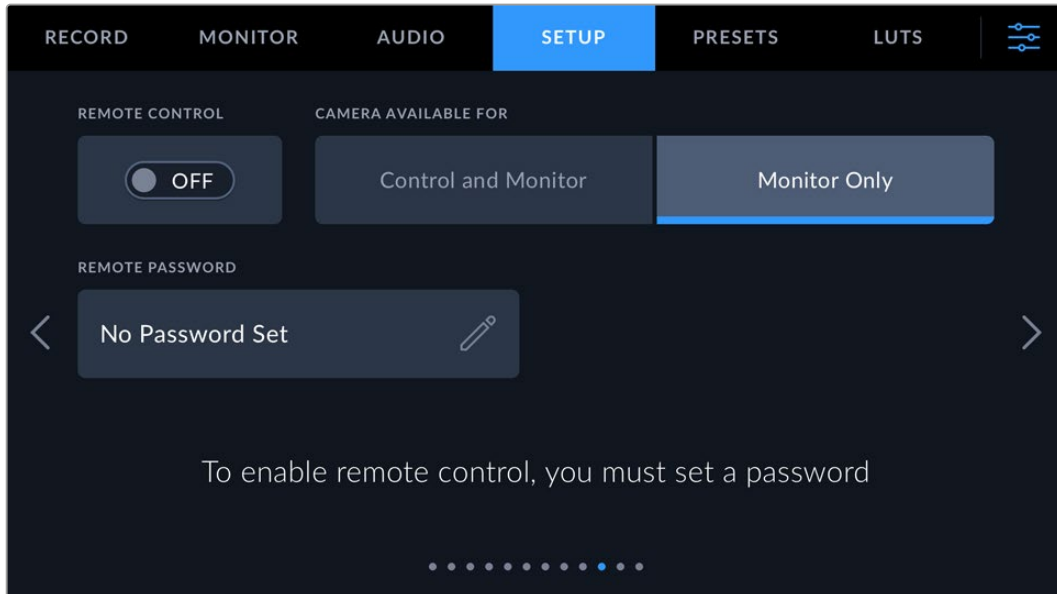 RECORD MONITOR AUDIO SETUP PRESETS LUTS
REMOTE CONTROL CAMERA AVAILABLE FOR
OFF Control and Monitor Monitor Only
REMOTE PASSWORD
No Password Set
To enable remote control, you must set a password